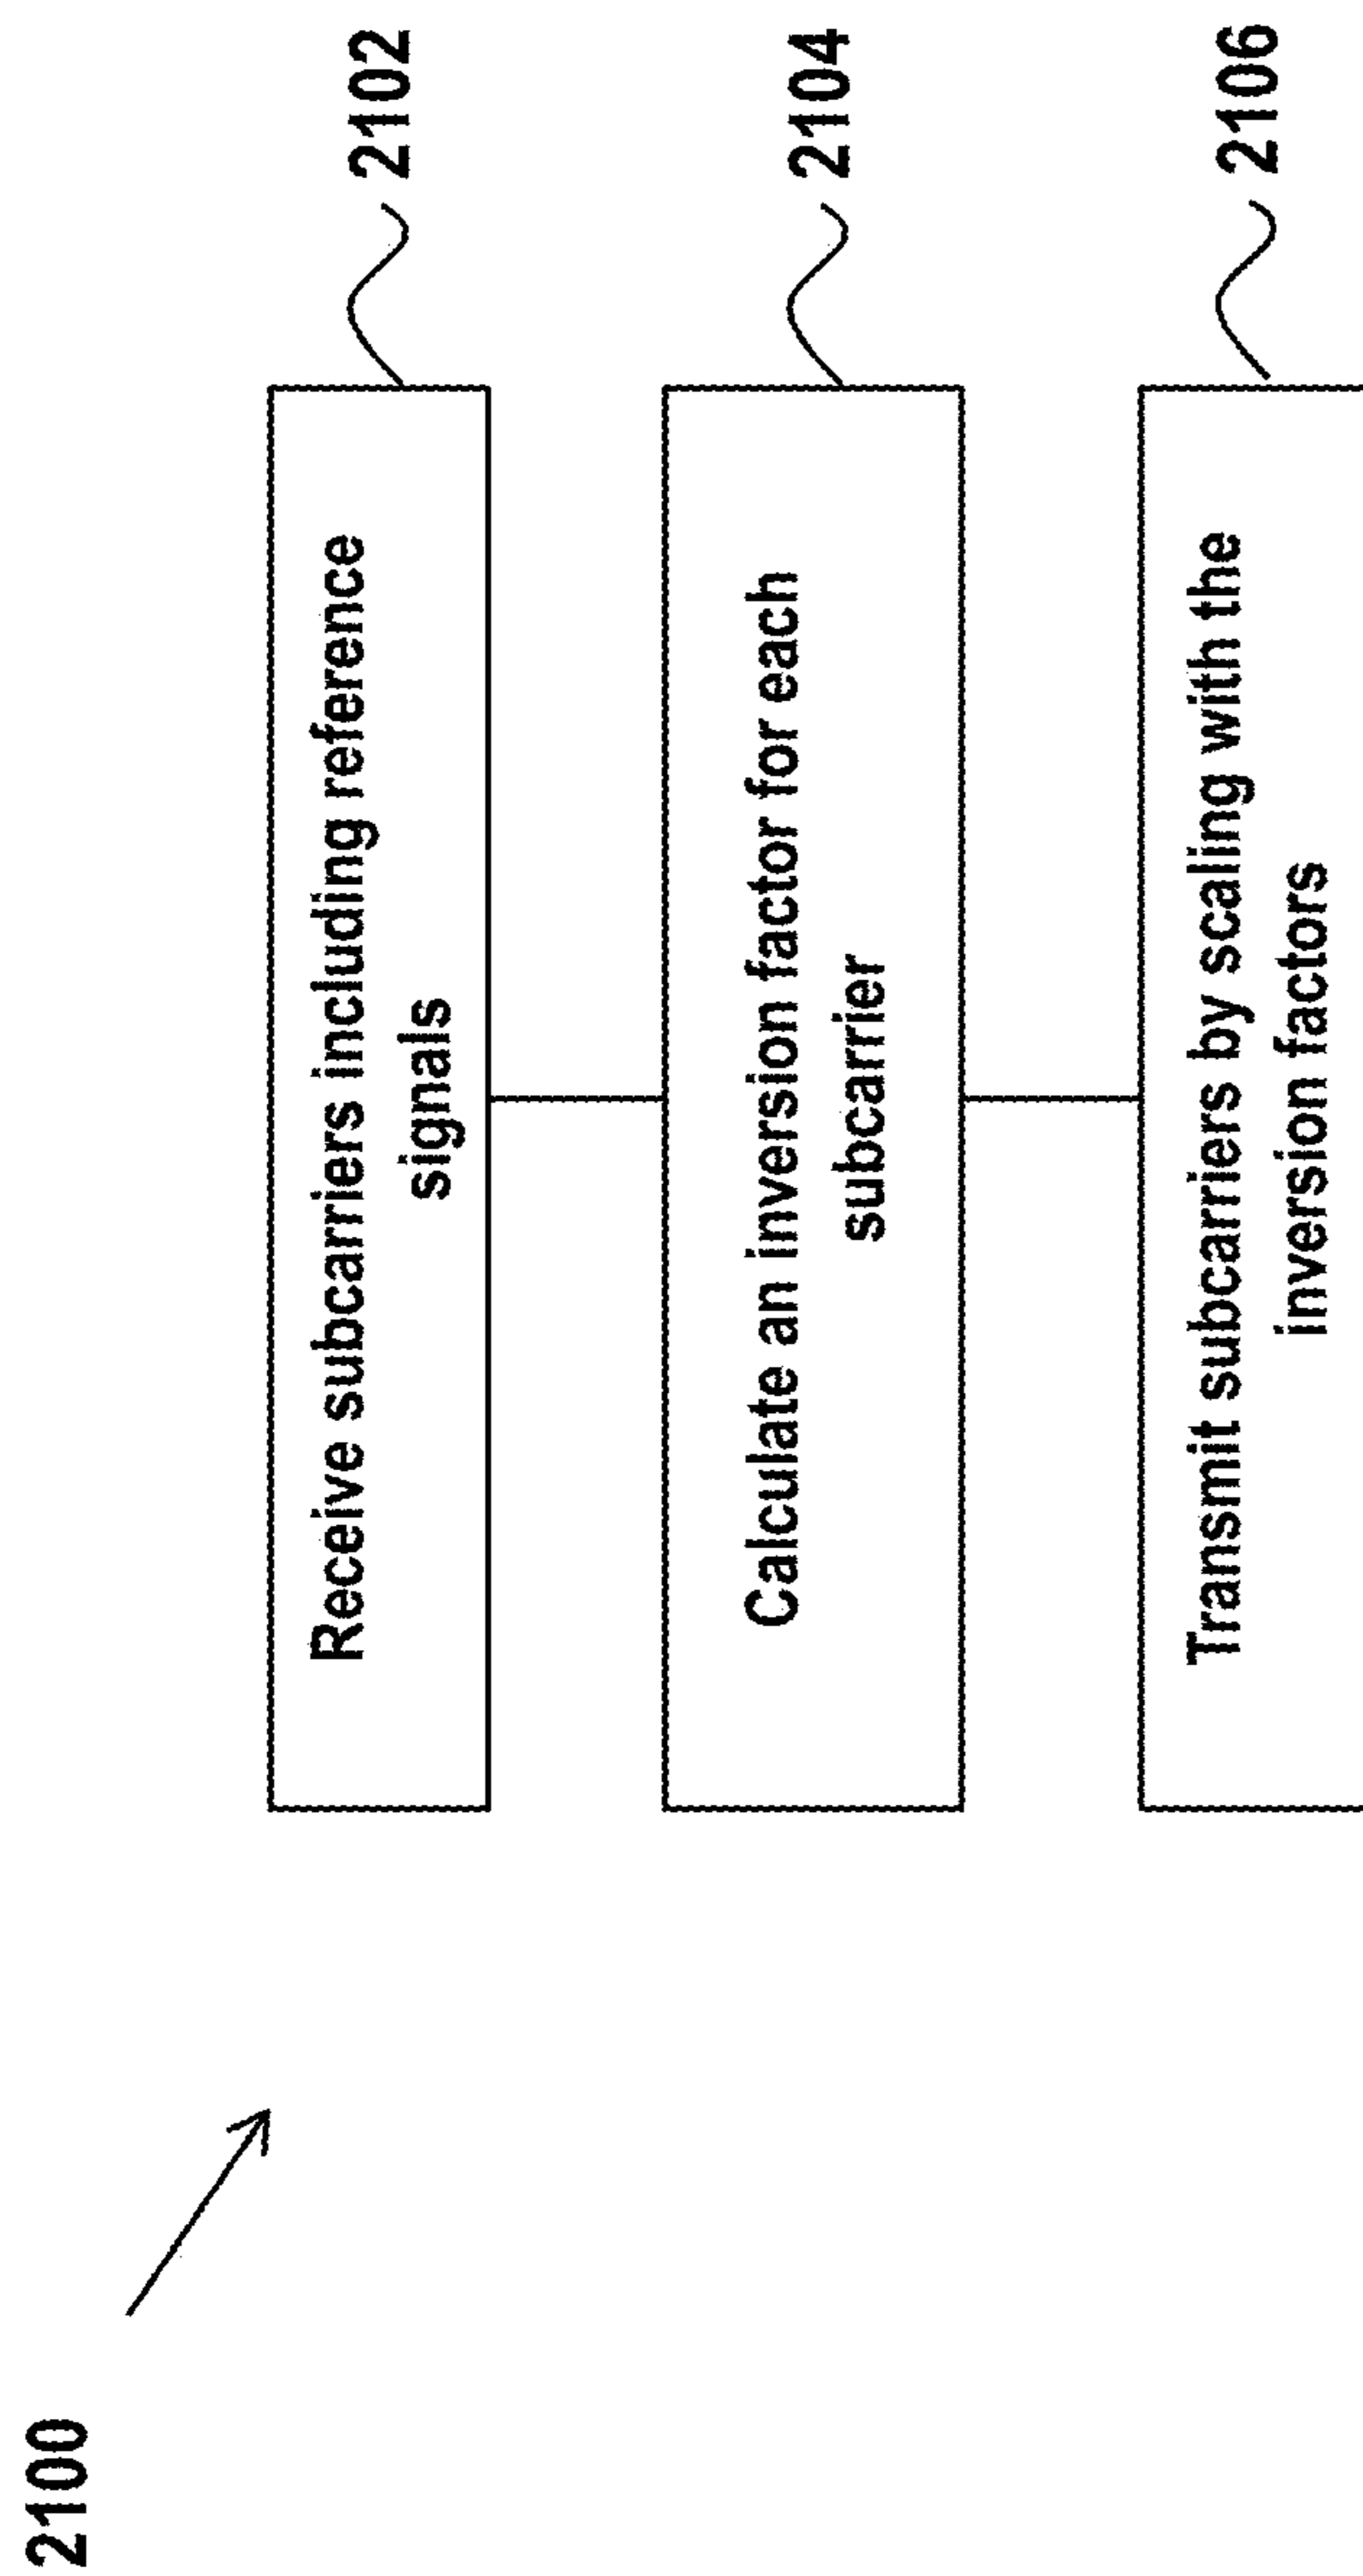 2100
Receive subcarriers including reference
signals
2102
Calculate an inversion factor for each
subcarrier
2104
Transmit subcarriers by scaling with the
inversion factors
2106